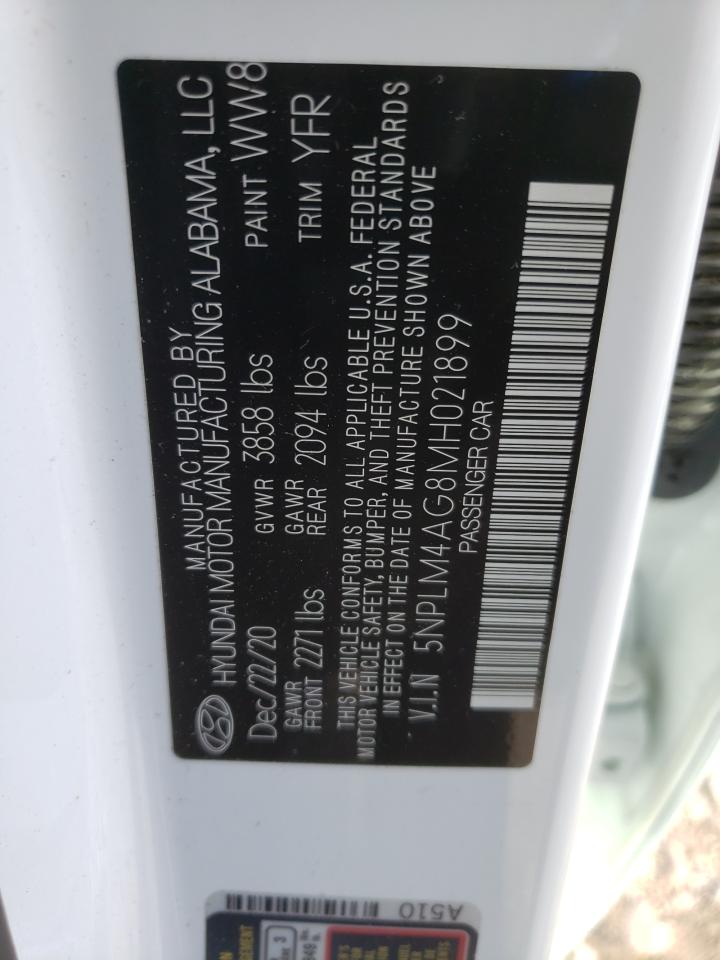 MANUFACTURED BY
HYUNDAI MOTOR MANUFACTURING ALABAMA, LLC
Dec/22/20 GVWR 3858 lbs PAINT WW8
GAWR FRONT 2271 lbs GAWR REAR 2094 lbs TRIM YFR
THIS VEHICLE CONFORMS TO ALL APPLICABLE U.S.A. FEDERAL
MOTOR VEHICLE SAFETY, BUMPER, AND THEFT PREVENTION STANDARDS
IN EFFECT ON THE DATE OF MANUFACTURE SHOWN ABOVE
V.I.N 5NPLM4AG8MH021899
PASSENGER CAR
A510